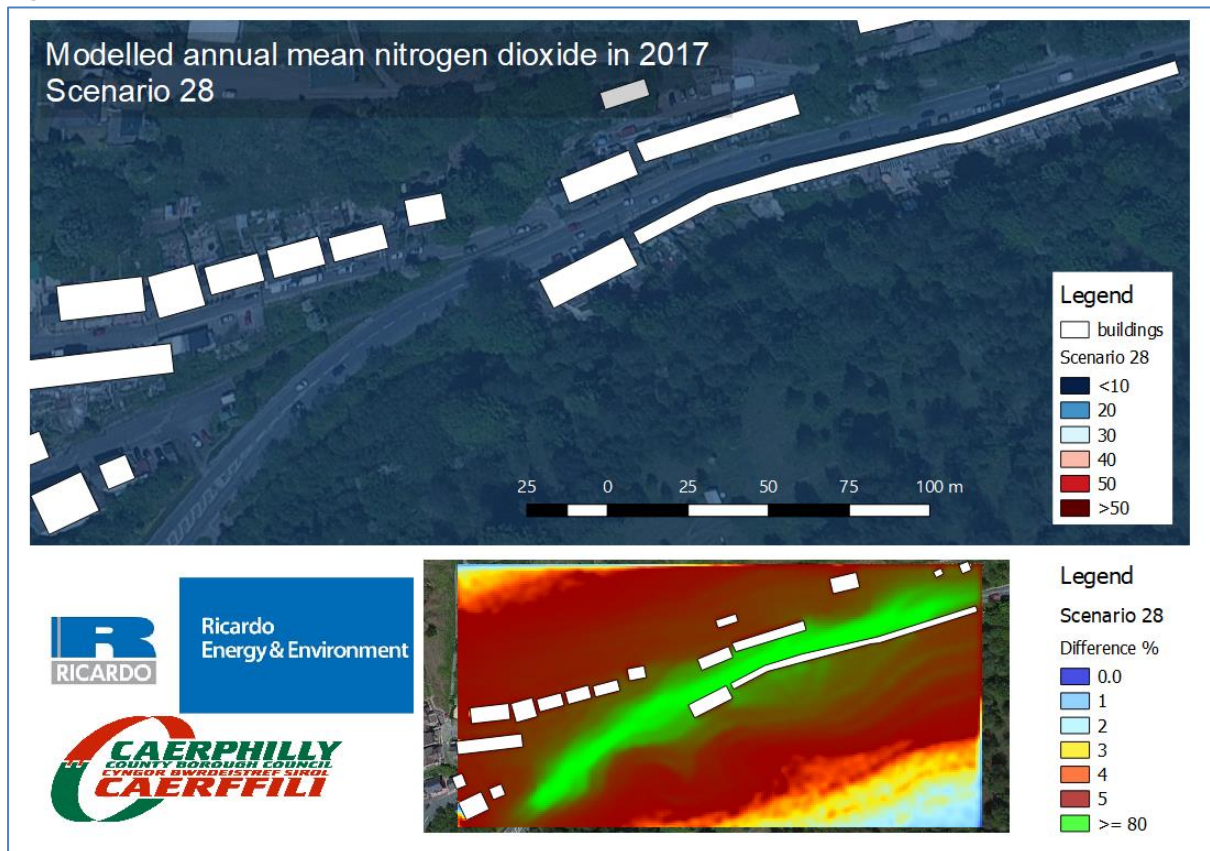 Modelled annual mean nitrogen dioxide in 2017
Scenario 28
Legend
buildings
Scenario 28
<10
20
30
40
50
>50
25 0 25 50 75 100 m
R
RICARDO
Ricardo
Energy & Environment
CAERPHILLY
COUNTY BOROUGH COUNCIL
CYNGOR BWRDEISTREF SIROL
CAERFFILI
Legend
Scenario 28
Difference %
0.0
1
2
3
4
5
>= 80